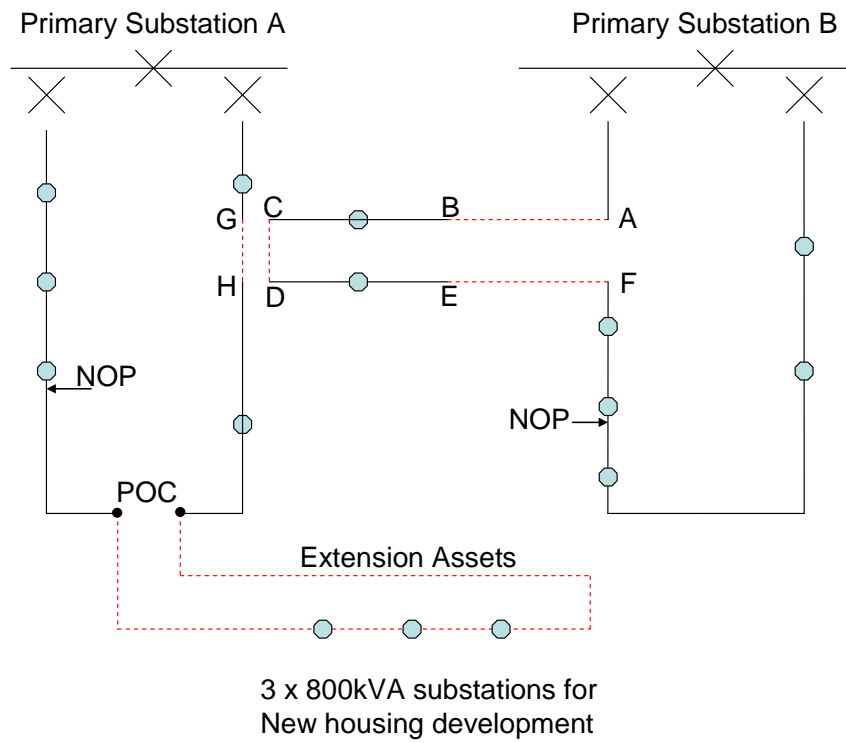 Primary Substation A
Primary Substation B
G
C
B
A
H
D
E
F
NOP
NOP
POC
Extension Assets
3 x 800kVA substations for
New housing development